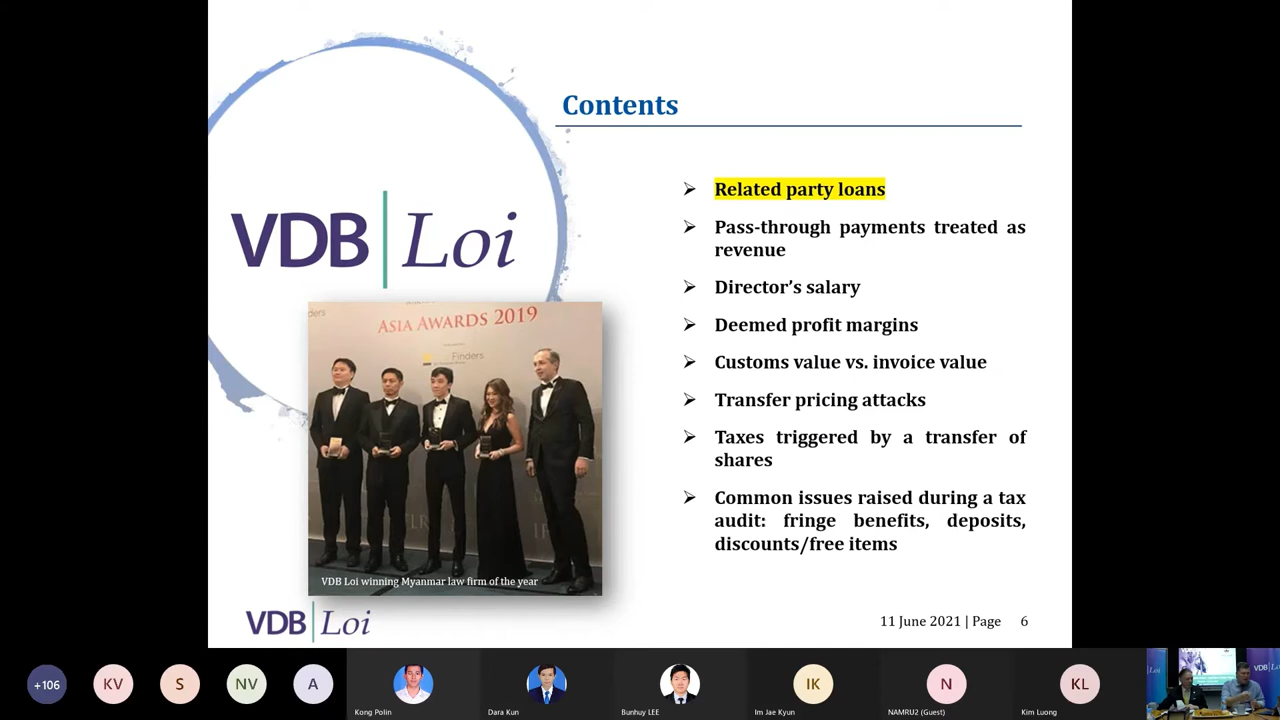 Contents
Related party loans
Pass-through payments treated as
revenue
Director's salary
Deemed profit margins
Customs value vs. invoice value
Transfer pricing attacks
Taxes triggered by a transfer of
shares
Common issues raised during a tax
audit: fringe benefits, deposits,
discounts/free items
VDB Loi
ASIA AWARDS 2019
Finders
VDB Loi winning Myanmar law firm of the year
VDB Loi
11 June 2021 | Page 6
+106
KV
S
NV
A
Kong Polin
Dara Kun
Bunhuy LEE
IK
Im Jae Kyun
N
NAMRU2 (Guest)
KL
Kim Luong
VDB